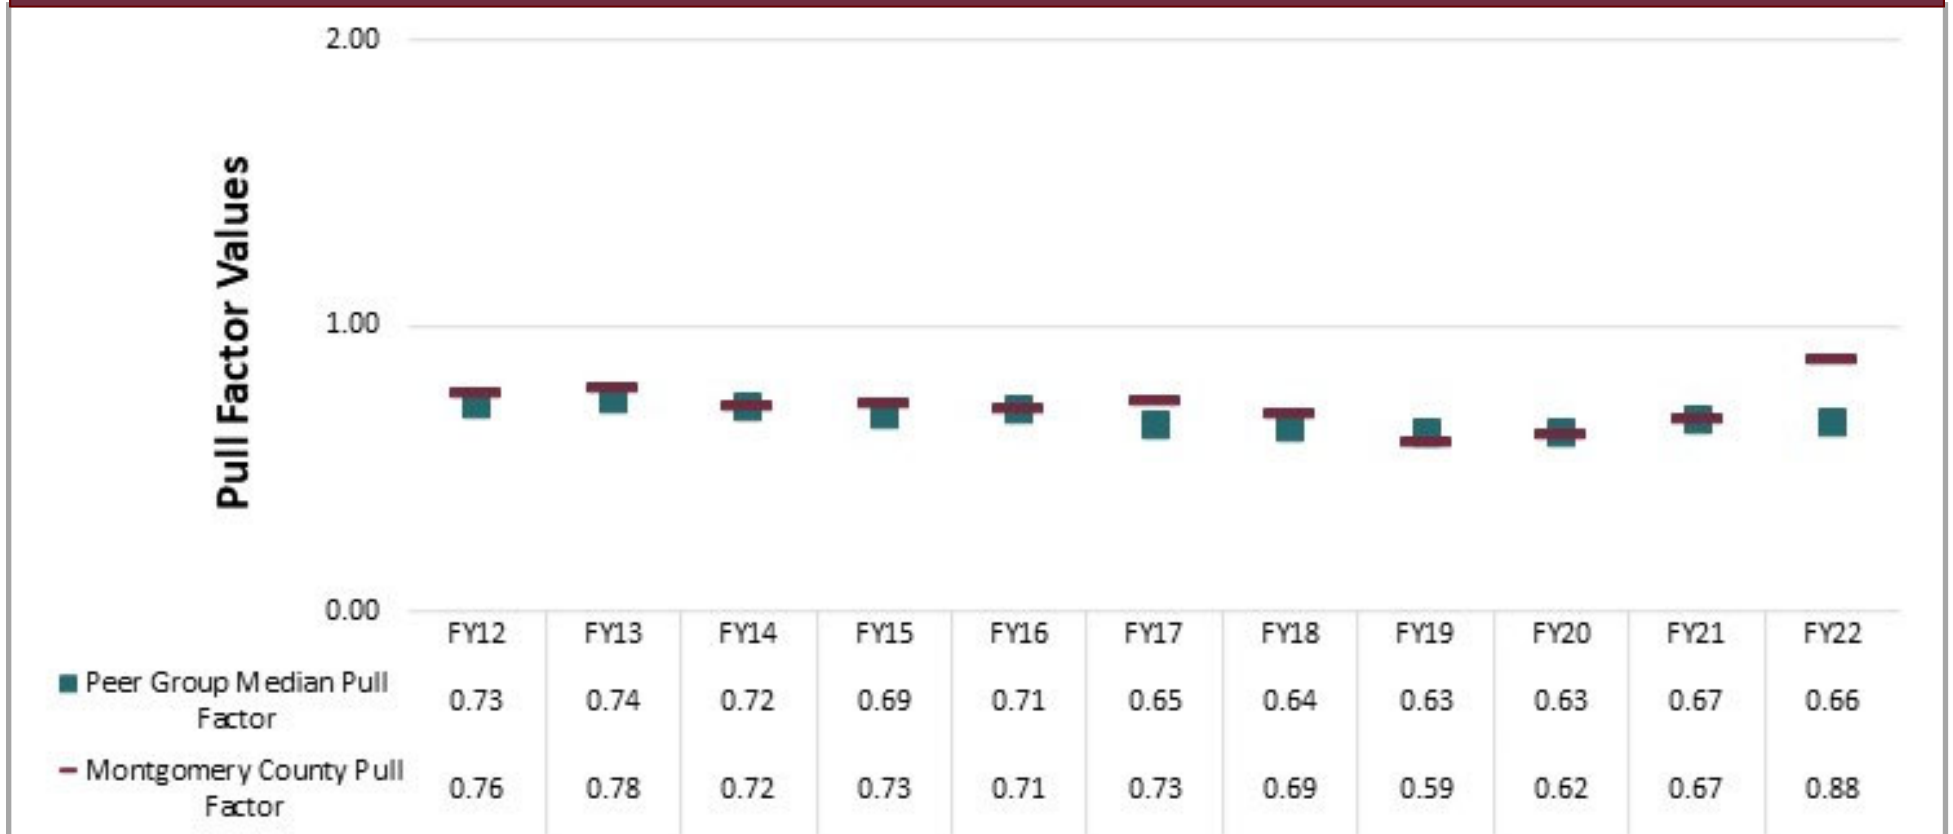 2.00
Pull Factor Values
1.00
0.00
FY12 FY13 FY14 FY15 FY16 FY17 FY18 FY19 FY20 FY21 FY22
Peer Group Median Pull
Factor
0.73 0.74 0.72 0.69 0.71 0.65 0.64 0.63 0.63 0.67 0.66
Montgomery County Pull
Factor
0.76 0.78 0.72 0.73 0.71 0.73 0.69 0.59 0.62 0.67 0.88